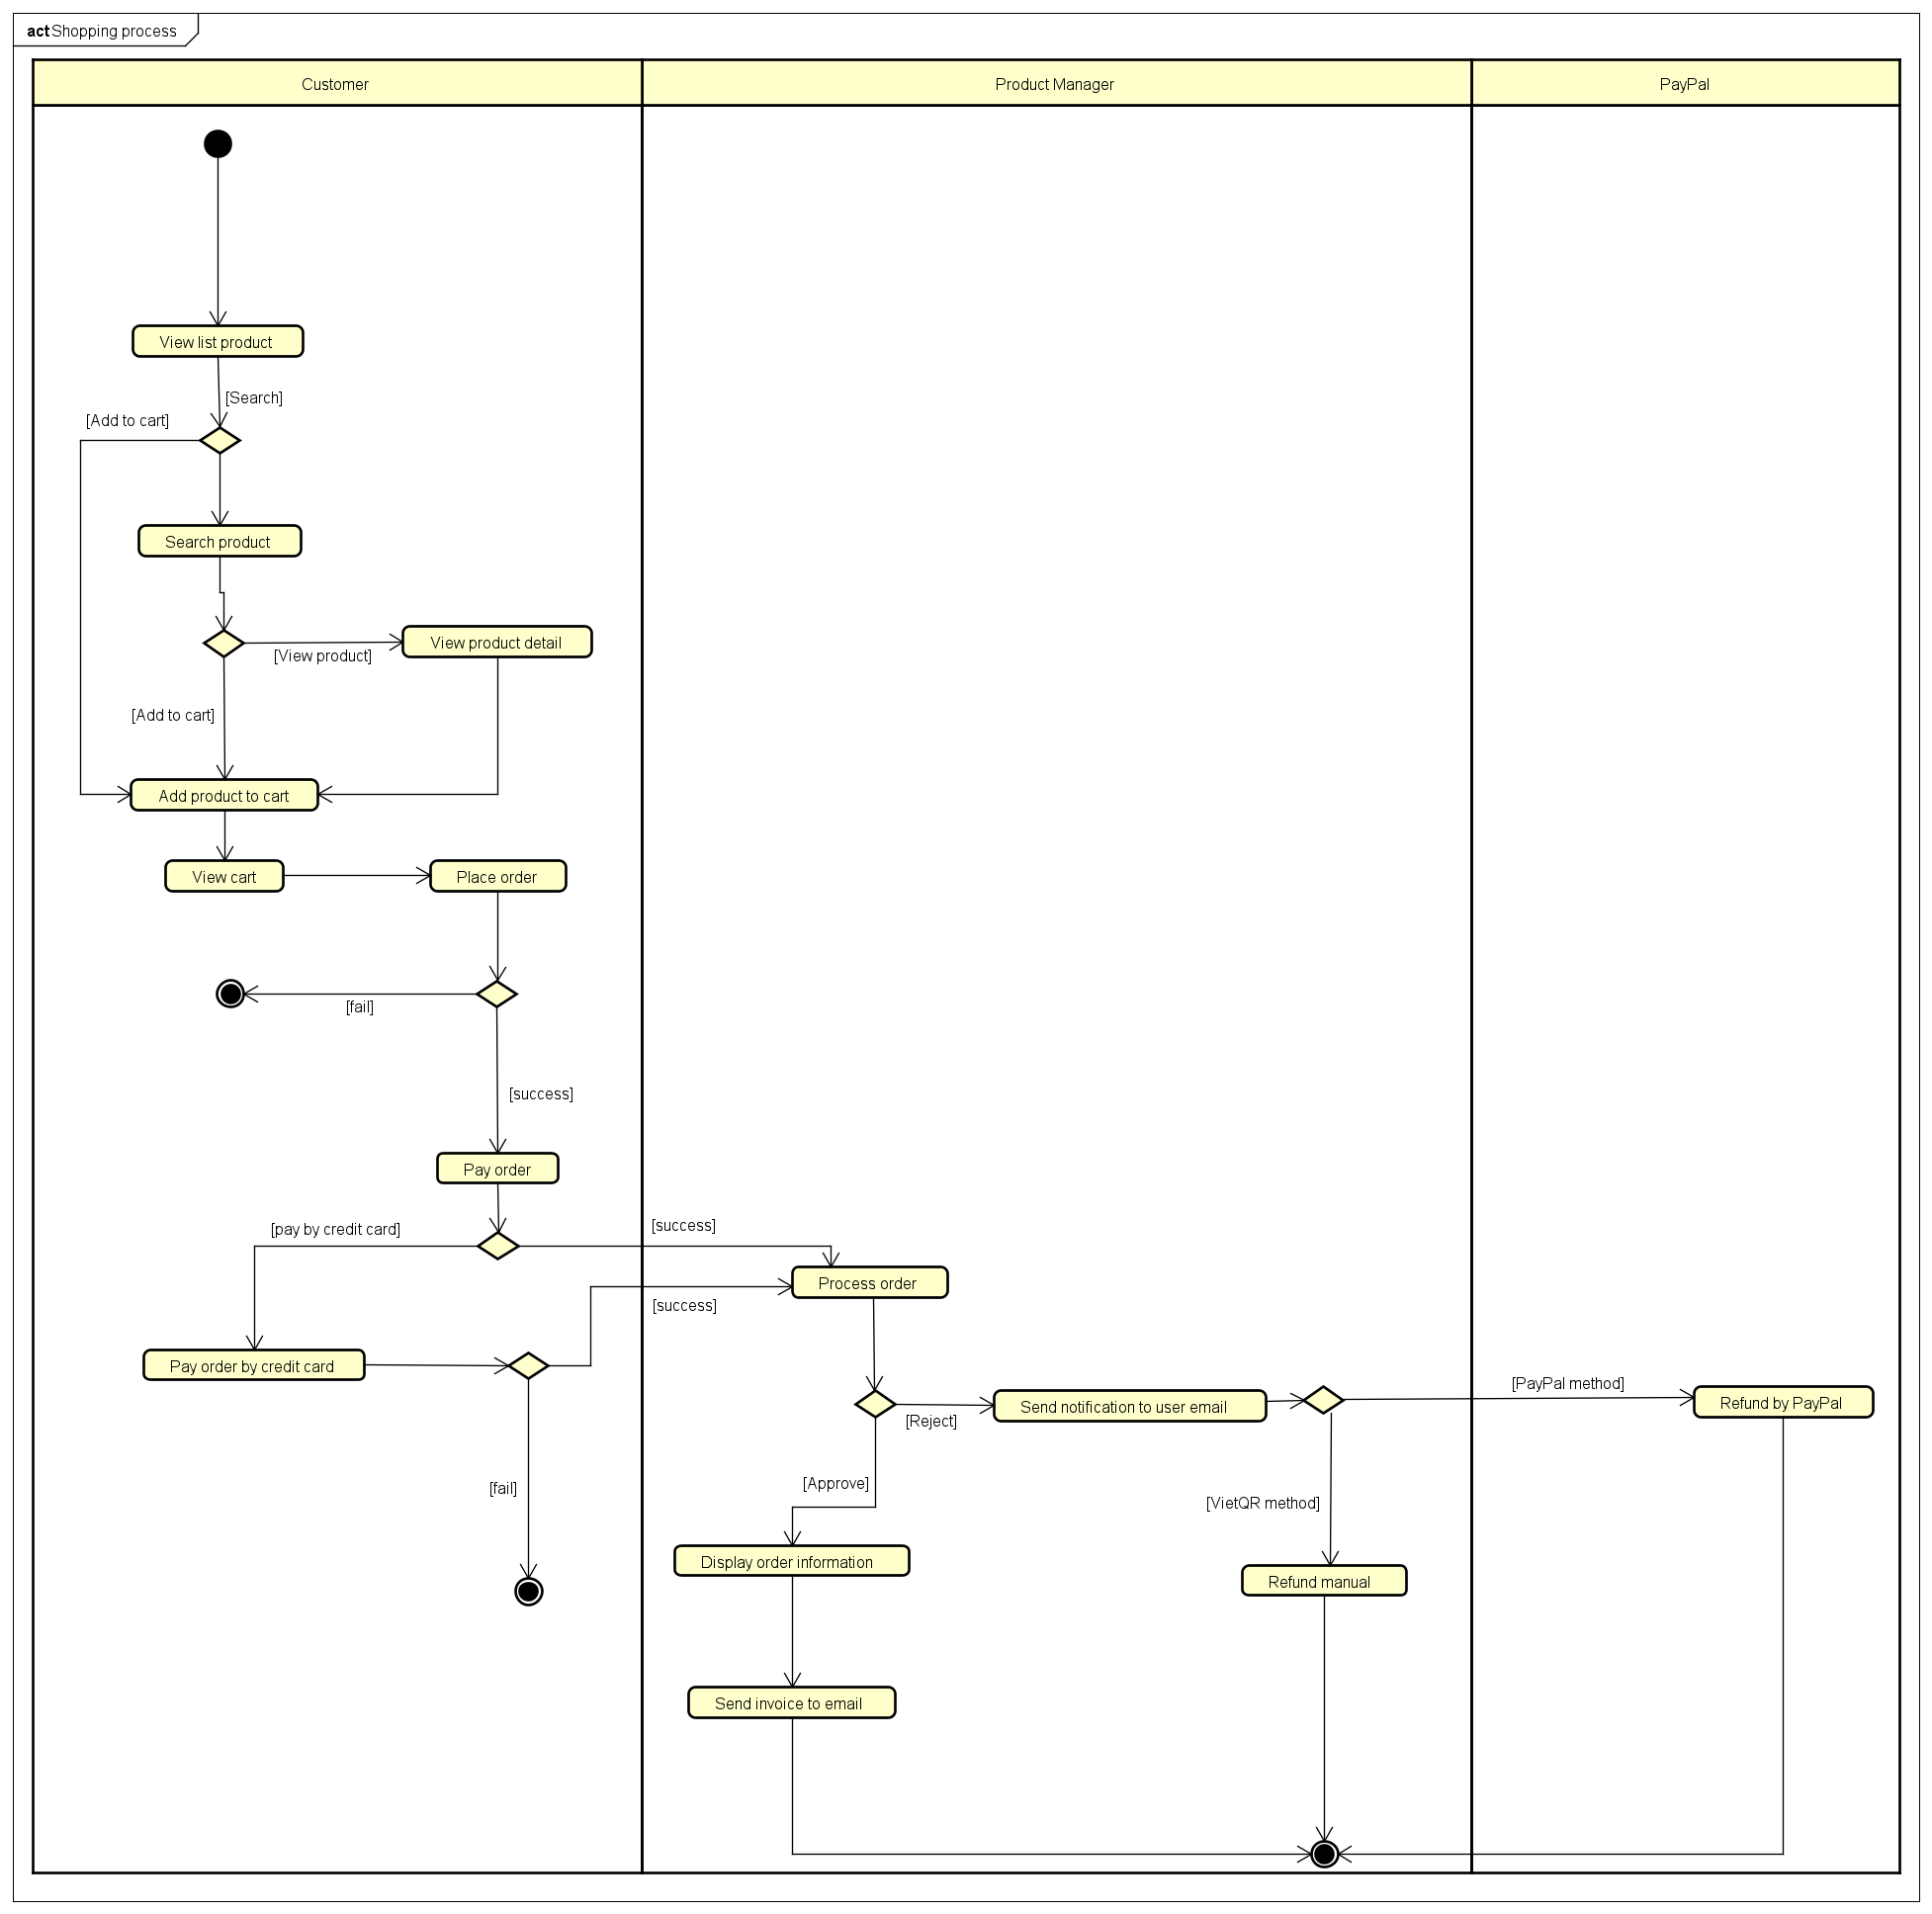 act Shopping process
Customer
Product Manager
PayPal
View list product
[Search]
[Add to cart]
Search product
View product detail
[View product]
[Add to cart]
Add product to cart
View cart
Place order
[fail]
[success]
Pay order
[pay by credit card]
[success]
Process order
[success]
Pay order by credit card
[PayPal method]
Send notification to user email
Refund by PayPal
[Reject]
[Approve]
[fail]
[VietQR method]
Display order information
Refund manual
Send invoice to email